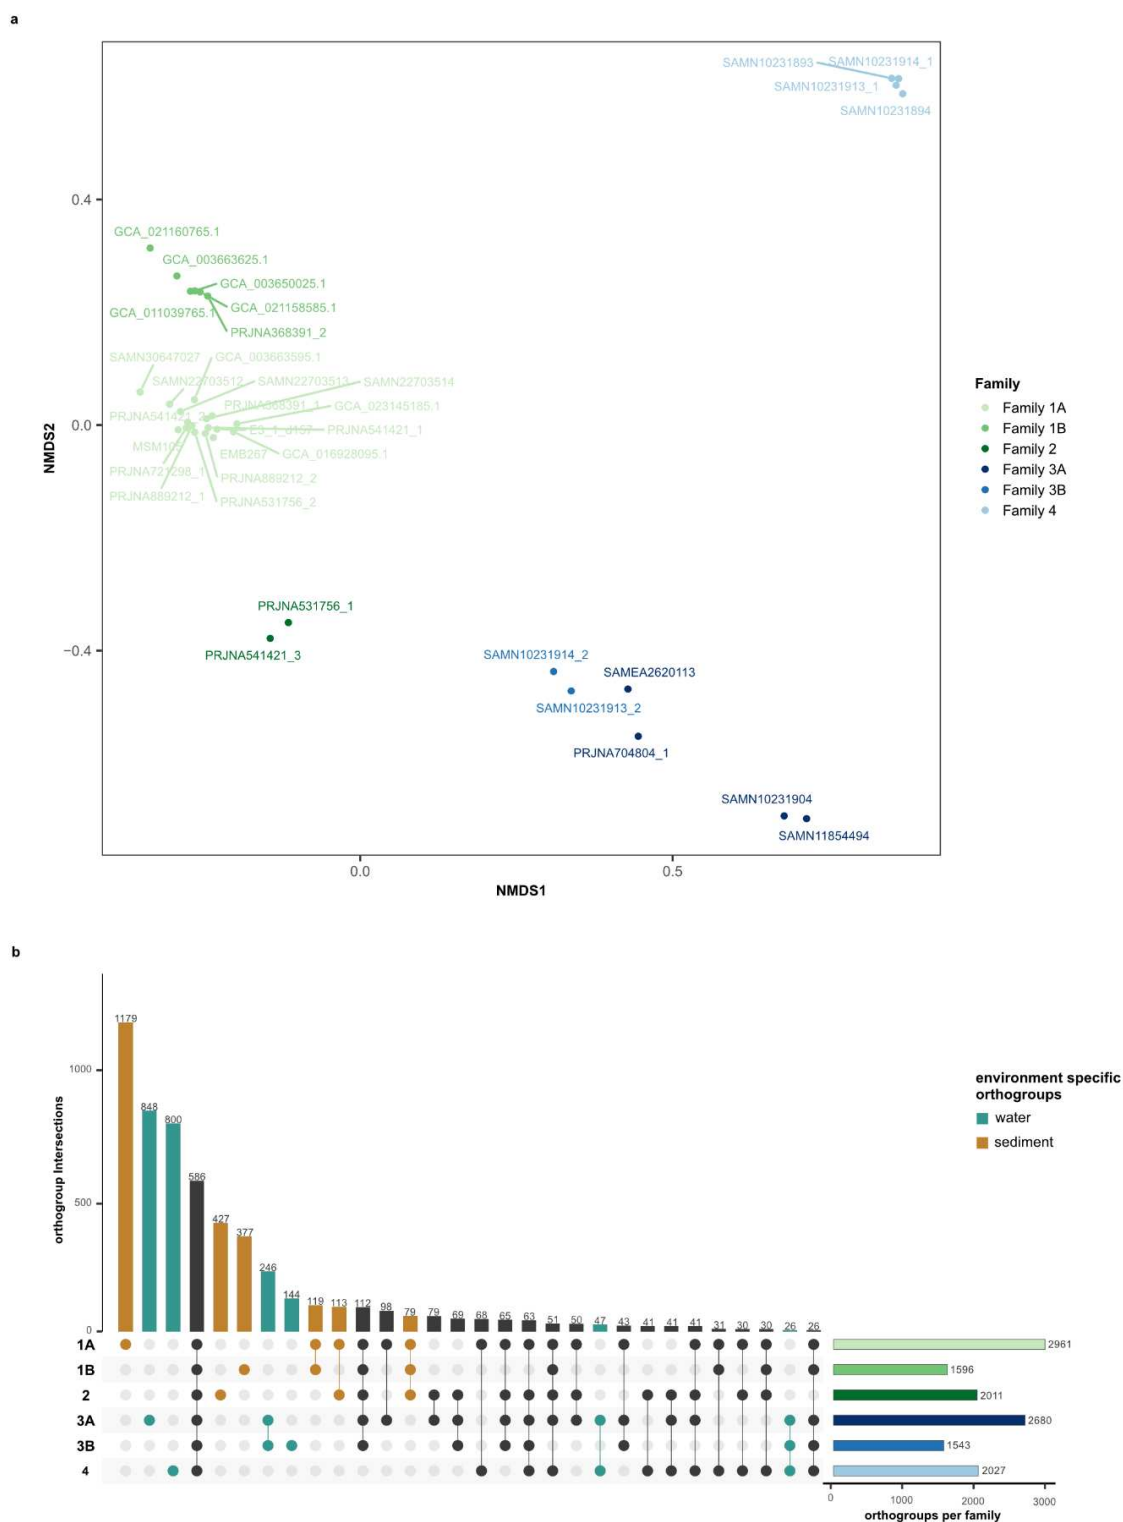 a
SAMN10231893
SAMN10231914_1
SAMN10231913_1
SAMN10231894
0.4
GCA_021160765.1
GCA_003663625.1
GCA_003650025.1
GCA_021158585.1
GCA_011039765.1
PRJNA368391_2
SAMN30647027
GCA_003663595.1
SAMN22703512
SAMN22703513
SAMN22703514
PRJNA368391_1
GCA_023145185.1
PRJNA541421_2
0.0
E3_1_d157
PRJNA541421_1
MSM105
EMB267
GCA_016928095.1
PRJNA721298_1
PRJNA889212_2
PRJNA889212_1
PRJNA531756_2
NMDS2
Family
Family 1A
Family 1B
Family 2
Family 3A
Family 3B
Family 4
PRJNA531756_1
PRJNA541421_3
−0.4
SAMN10231914_2
SAMEA2620113
SAMN10231913_2
PRJNA704804_1
SAMN10231904
SAMN11854494
0.0
0.5
NMDS1
b
1179
1000
848
800
586
500
427
377
246
144
119
113
112
98
79
79
69
68
65
63
51
50
47
43
41
41
41
31
30
30
26
26
0
orthogroup Intersections
environment specific
orthogroups
water
sediment
1A
2961
1B
1596
2
2011
3A
2680
3B
1543
4
2027
0
1000
2000
3000
orthogroups per family